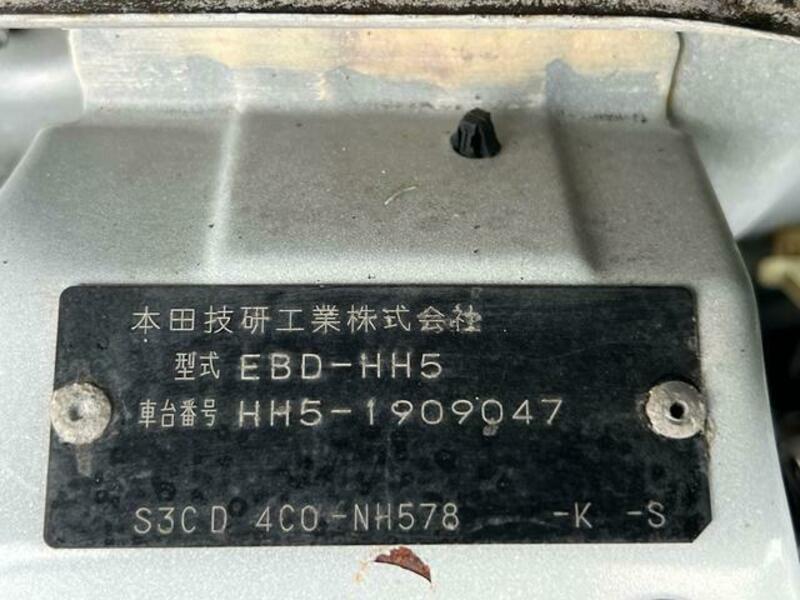 本田技研工業株式会社
型式 EBD-HH5
車台番号 HH5-1909047
S3CD 4C0-NH578 -K -S